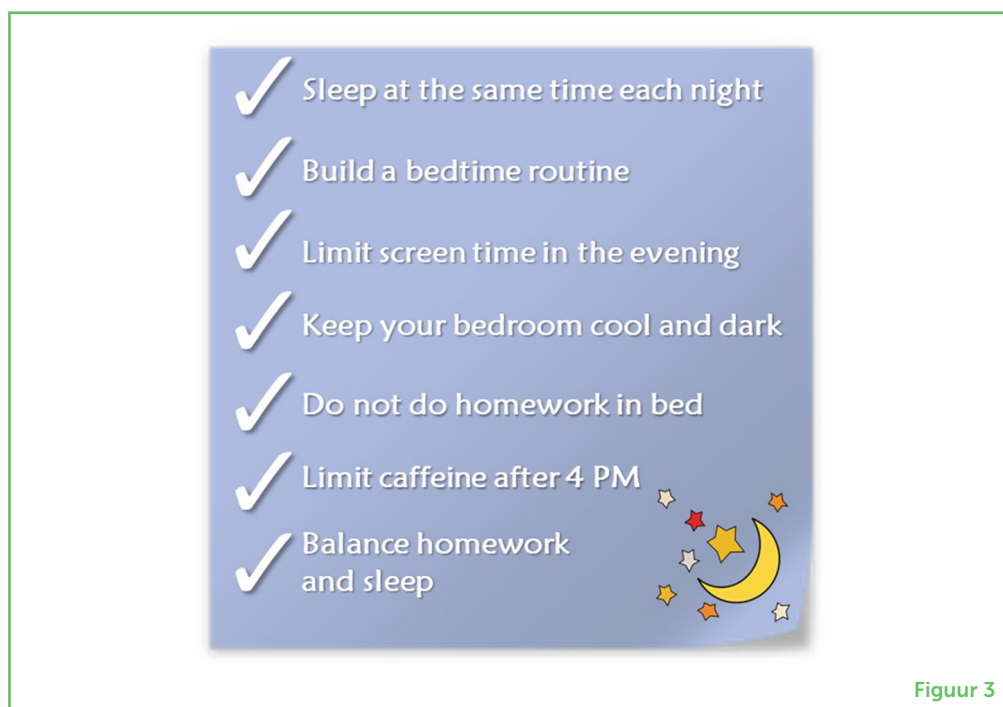 Sleep at the same time each night
Build a bedtime routine
Limit screen time in the evening
Keep your bedroom cool and dark
Do not do homework in bed
Limit caffeine after 4 PM
Balance homework
and sleep
Figuur 3